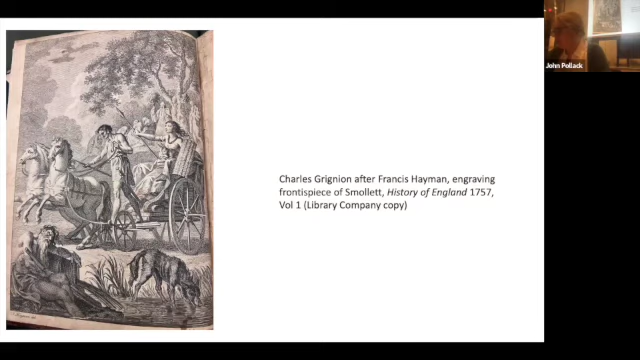 Charles Grignion after Francis Hayman, engraving
frontispiece of Smollett, History of England 1757,
Vol 1 (Library Company copy)
John Pollack